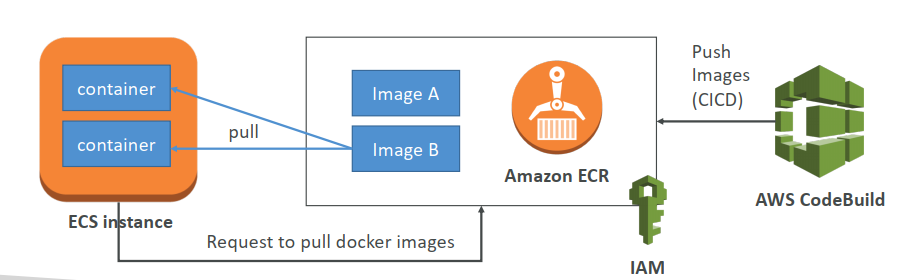 container
container
ECS instance
pull
Image A
Image B
Amazon ECR
Request to pull docker images
IAM
Push
Images
(CICD)
AWS CodeBuild